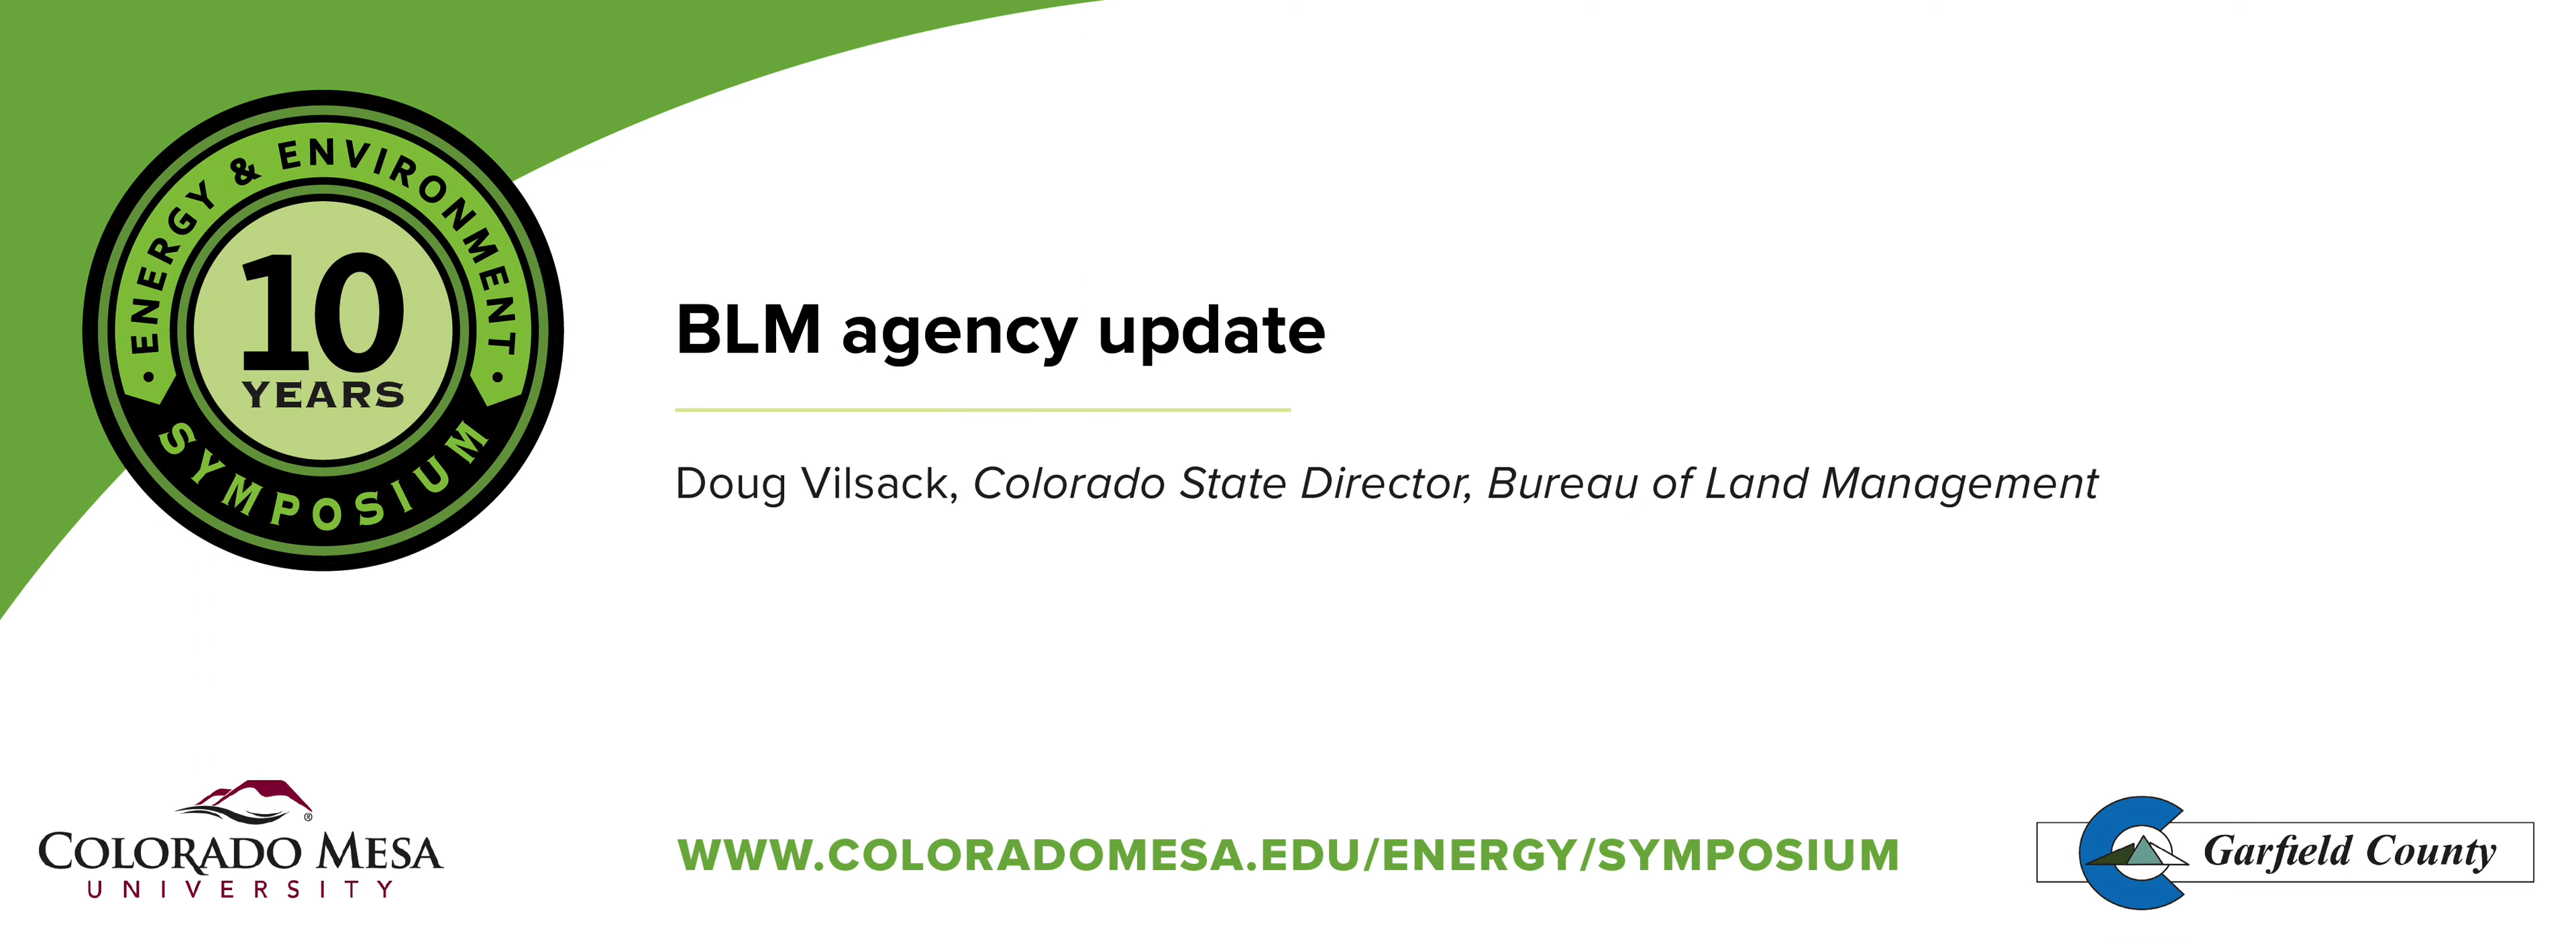 • ENERGY & ENVIRONMENT •
10
YEARS
SYMPOSIUM
BLM agency update
Doug Vilsack, Colorado State Director, Bureau of Land Management
COLORADO MESA
UNIVERSITY
®
WWW.COLORADOMESA.EDU/ENERGY/SYMPOSIUM
Garfield County